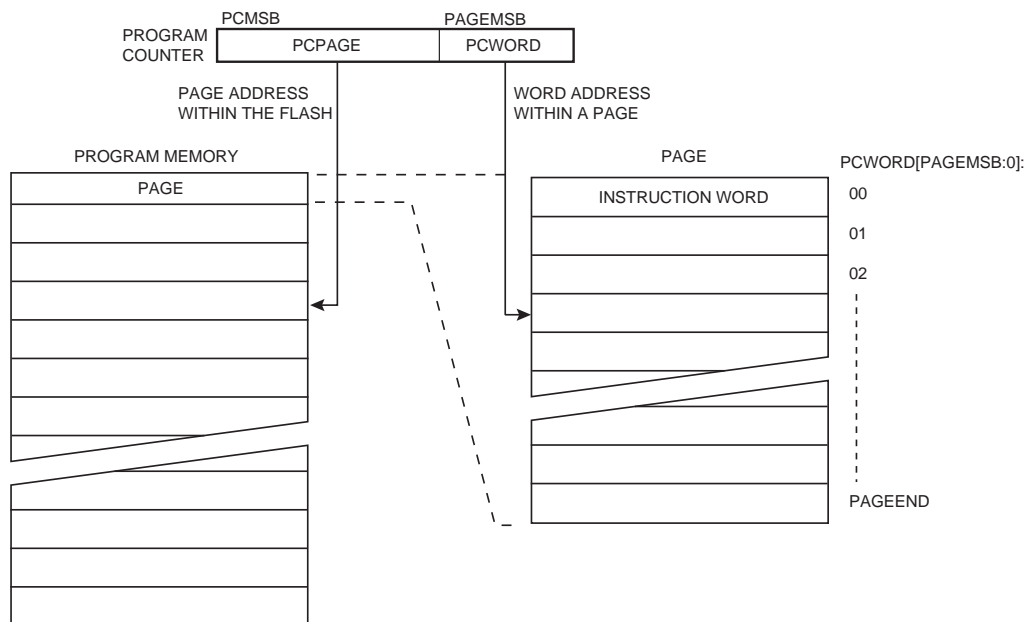 PCMSB
PAGEMSB
PROGRAM
COUNTER
PCPAGE
PCWORD
PAGE ADDRESS
WITHIN THE FLASH
WORD ADDRESS
WITHIN A PAGE
PROGRAM MEMORY
PAGE
PAGE
PCWORD[PAGEMSB:0]:
INSTRUCTION WORD
00
01
02
PAGEEND